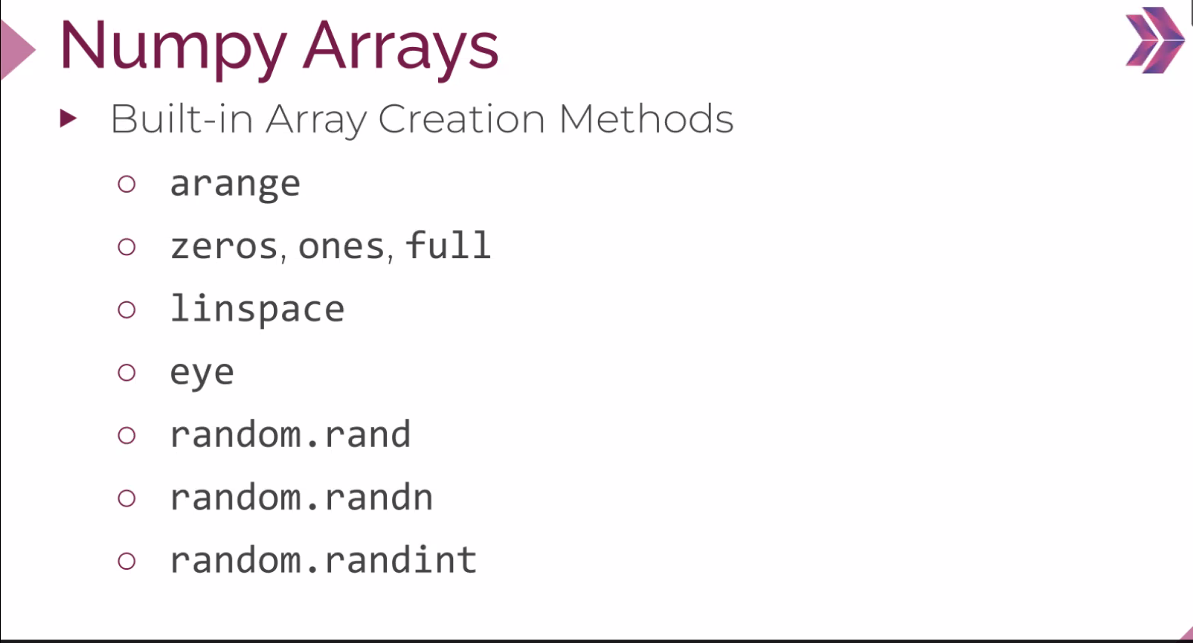 Numpy Arrays
Built-in Array Creation Methods
arange
zeros, ones, full
linspace
eye
random.rand
random.randn
random.randint